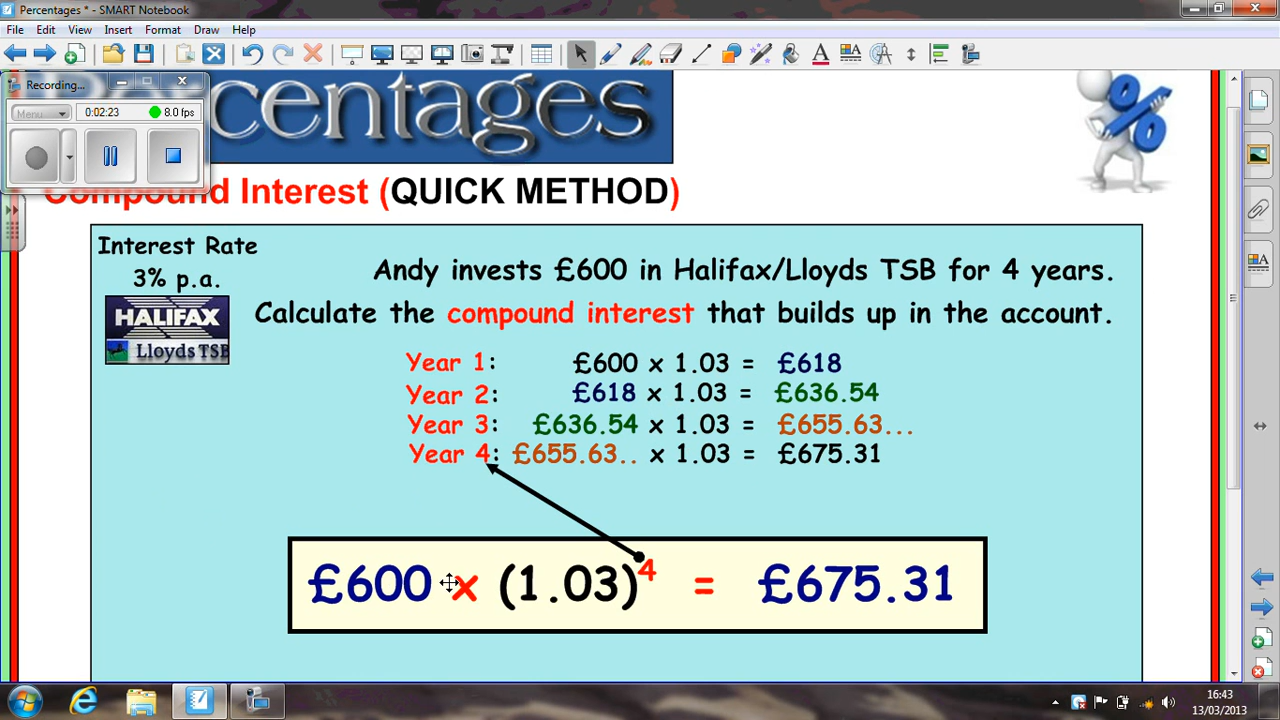 Percentages * - SMART Notebook
File Edit View Insert Format Draw Help
Recording...
Menu 0:02:23 8.0 fps
centages
%
Compound Interest (QUICK METHOD)
Interest Rate
3% p.a.
HALIFAX
Lloyds TSB
Andy invests £600 in Halifax/Lloyds TSB for 4 years.
Calculate the compound interest that builds up in the account.
Year 1: £600 x 1.03 = £618
Year 2: £618 x 1.03 = £636.54
Year 3: £636.54 x 1.03 = £655.63...
Year 4: £655.63.. x 1.03 = £675.31
£600 x (1.03)⁴ = £675.31
16:43
13/03/2013